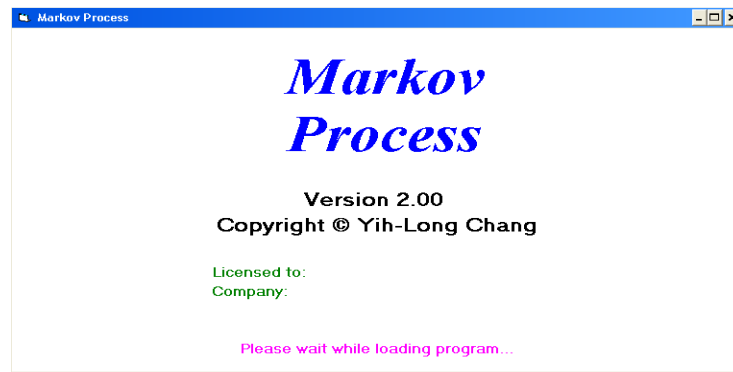 Markov Process
Markov
Process
Version 2.00
Copyright © Yih-Long Chang
Licensed to:
Company:
Please wait while loading program...